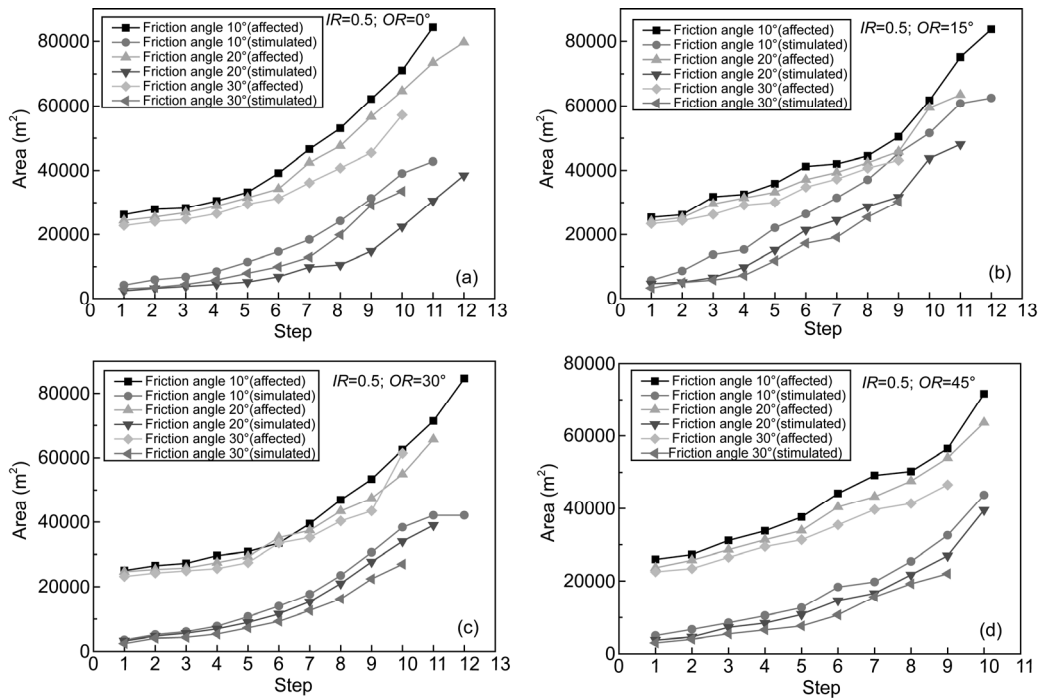 Friction angle 10°(affected)
Friction angle 10°(stimulated)
Friction angle 20°(affected)
Friction angle 20°(stimulated)
Friction angle 30°(affected)
Friction angle 30°(stimulated)
IR=0.5; OR=0°
80000
60000
40000
20000
0
Area (m²)
0 1 2 3 4 5 6 7 8 9 10 11 12 13
Step
(a)
Friction angle 10°(affected)
Friction angle 10°(stimulated)
Friction angle 20°(affected)
Friction angle 20°(stimulated)
Friction angle 30°(affected)
Friction angle 30°(stimulated)
IR=0.5; OR=15°
80000
60000
40000
20000
0
Area (m²)
0 1 2 3 4 5 6 7 8 9 10 11 12 13
Step
(b)
Friction angle 10°(affected)
Friction angle 10°(simulated)
Friction angle 20°(affected)
Friction angle 20°(simulated)
Friction angle 30°(affected)
Friction angle 30°(simulated)
IR=0.5; OR=30°
80000
60000
40000
20000
0
Area (m²)
0 1 2 3 4 5 6 7 8 9 10 11 12 13
Step
(c)
Friction angle 10°(affected)
Friction angle 10°(stimulated)
Friction angle 20°(affected)
Friction angle 20°(stimulated)
Friction angle 30°(affected)
Friction angle 30°(stimulated)
IR=0.5; OR=45°
80000
60000
40000
20000
0
Area (m²)
0 1 2 3 4 5 6 7 8 9 10 11
Step
(d)